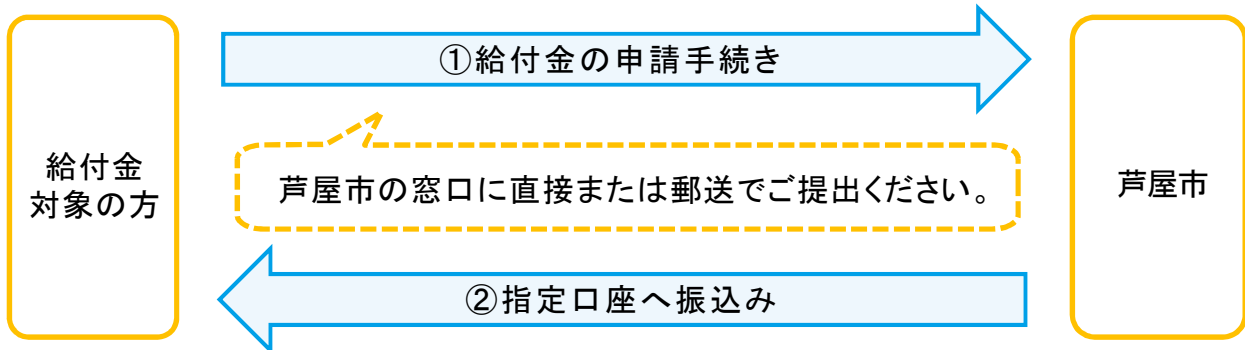 ①給付金の申請手続き
給付金
対象の方
芦屋市の窓口に直接または郵送でご提出ください。
芦屋市
②指定口座へ振込み